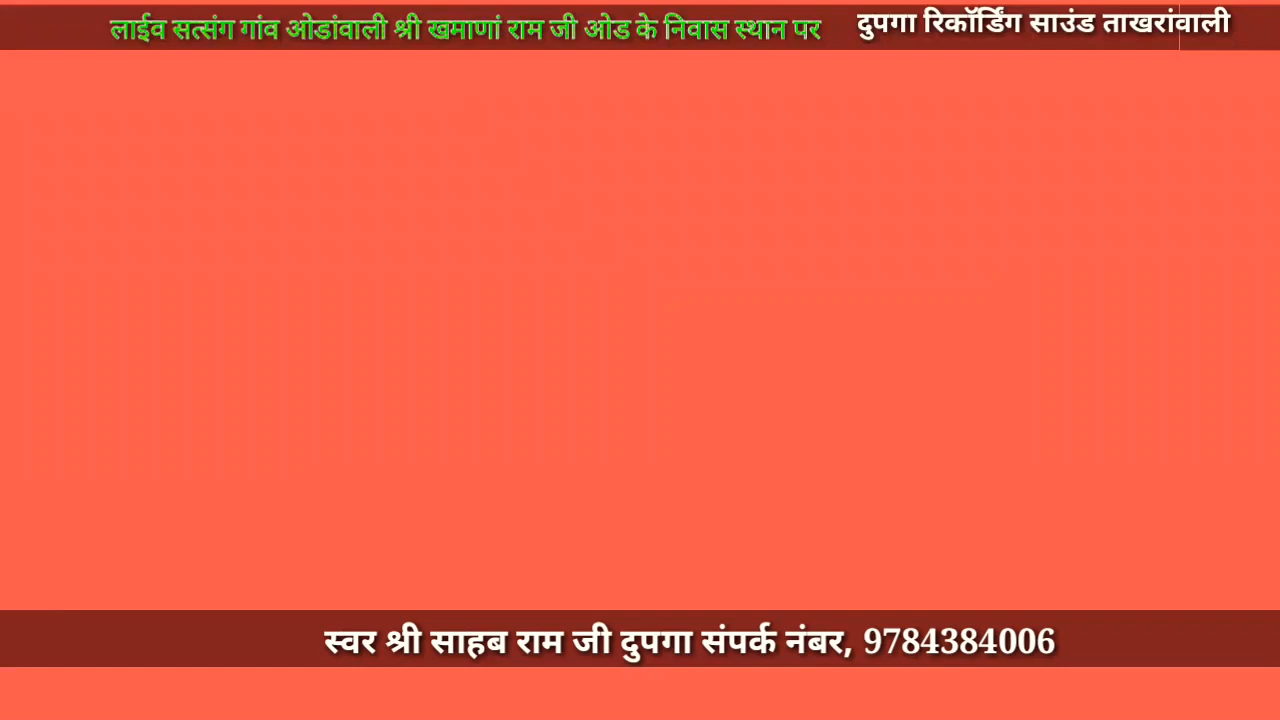 लाईव सत्संग गांव ओडांवाली श्री खमाणां राम जी ओड के निवास स्थान पर
दुपगा रिकॉर्डिंग साउंड ताखरांवाली
स्वर श्री साहब राम जी दुपगा संपर्क नंबर, 9784384006